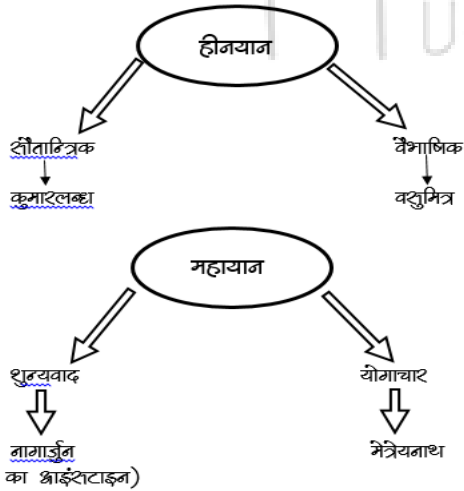 हीनयान
सौतान्त्रिक
वैभाषिक
कुमारलब्ध
वसुमित्र
महायान
शुन्यवाद
योगाचार
नागार्जुन
मेत्रेयनाथ
का आइंसटाइन)